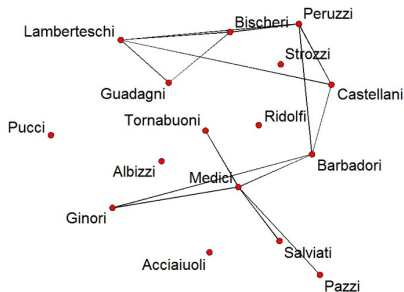 Peruzzi
Bischeri
Lamberteschi
Strozzi
Guadagni
Castellani
Tornabuoni
Ridolfi
Pucci
Barbadori
Albizzi
Medici
Ginori
Salviati
Acciaiuoli
Pazzi